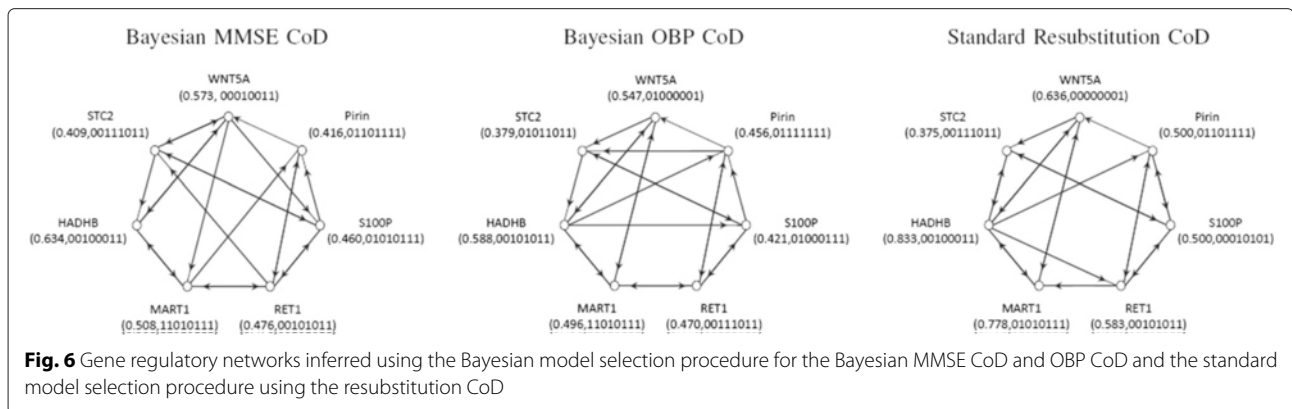 Bayesian MMSE CoD
WNT5A
(0.573, 00010011)
STC2
(0.409,00111011)
Pirin
(0.416,01101111)
HADHB
(0.634,00100011)
S100P
(0.460,01010111)
MART1
(0.508,11010111)
RET1
(0.476,00101011)
Bayesian OBP CoD
WNT5A
(0.547,01000001)
STC2
(0.379,01011011)
Pirin
(0.456,01111111)
HADHB
(0.588,00101011)
S100P
(0.421,01000111)
MART1
(0.496,11010111)
RET1
(0.470,00111011)
Standard Resubstitution CoD
WNT5A
(0.636,00000001)
STC2
(0.375,00111011)
Pirin
(0.500,01101111)
HADHB
(0.833,00100011)
S100P
(0.500,00010101)
MART1
(0.778,01010111)
RET1
(0.583,00101011)
Fig. 6 Gene regulatory networks inferred using the Bayesian model selection procedure for the Bayesian MMSE CoD and OBP CoD and the standard
model selection procedure using the resubstitution CoD